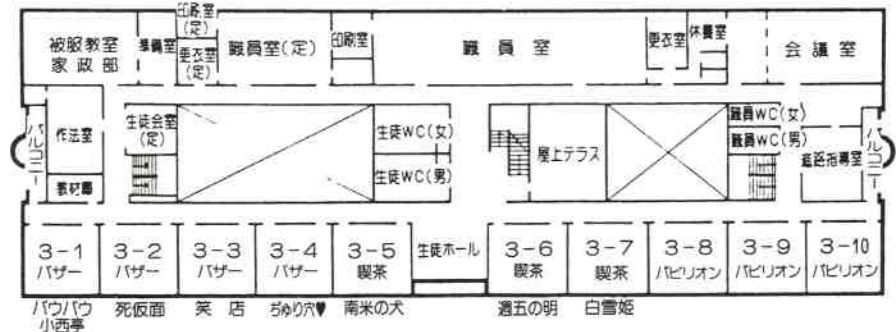 被服教室
家政部
準備室
印刷室
(定)
更衣室
(定)
職員室(定)
印刷室
職員室
更衣室
休養室
会議室
バルコニー
作法室
教材庫
生徒会室
(定)
生徒WC(女)
生徒WC(男)
屋上テラス
職員WC(女)
職員WC(男)
進路指導室
バルコニー
3-1
バザー
3-2
バザー
3-3
バザー
3-4
バザー
3-5
喫茶
生徒ホール
3-6
喫茶
3-7
喫茶
3-8
パビリオン
3-9
パビリオン
3-10
パビリオン
バウバウ
小西亭
死仮面
笑店
ぢゅり穴♥
南米の犬
週五の明
白雪姫